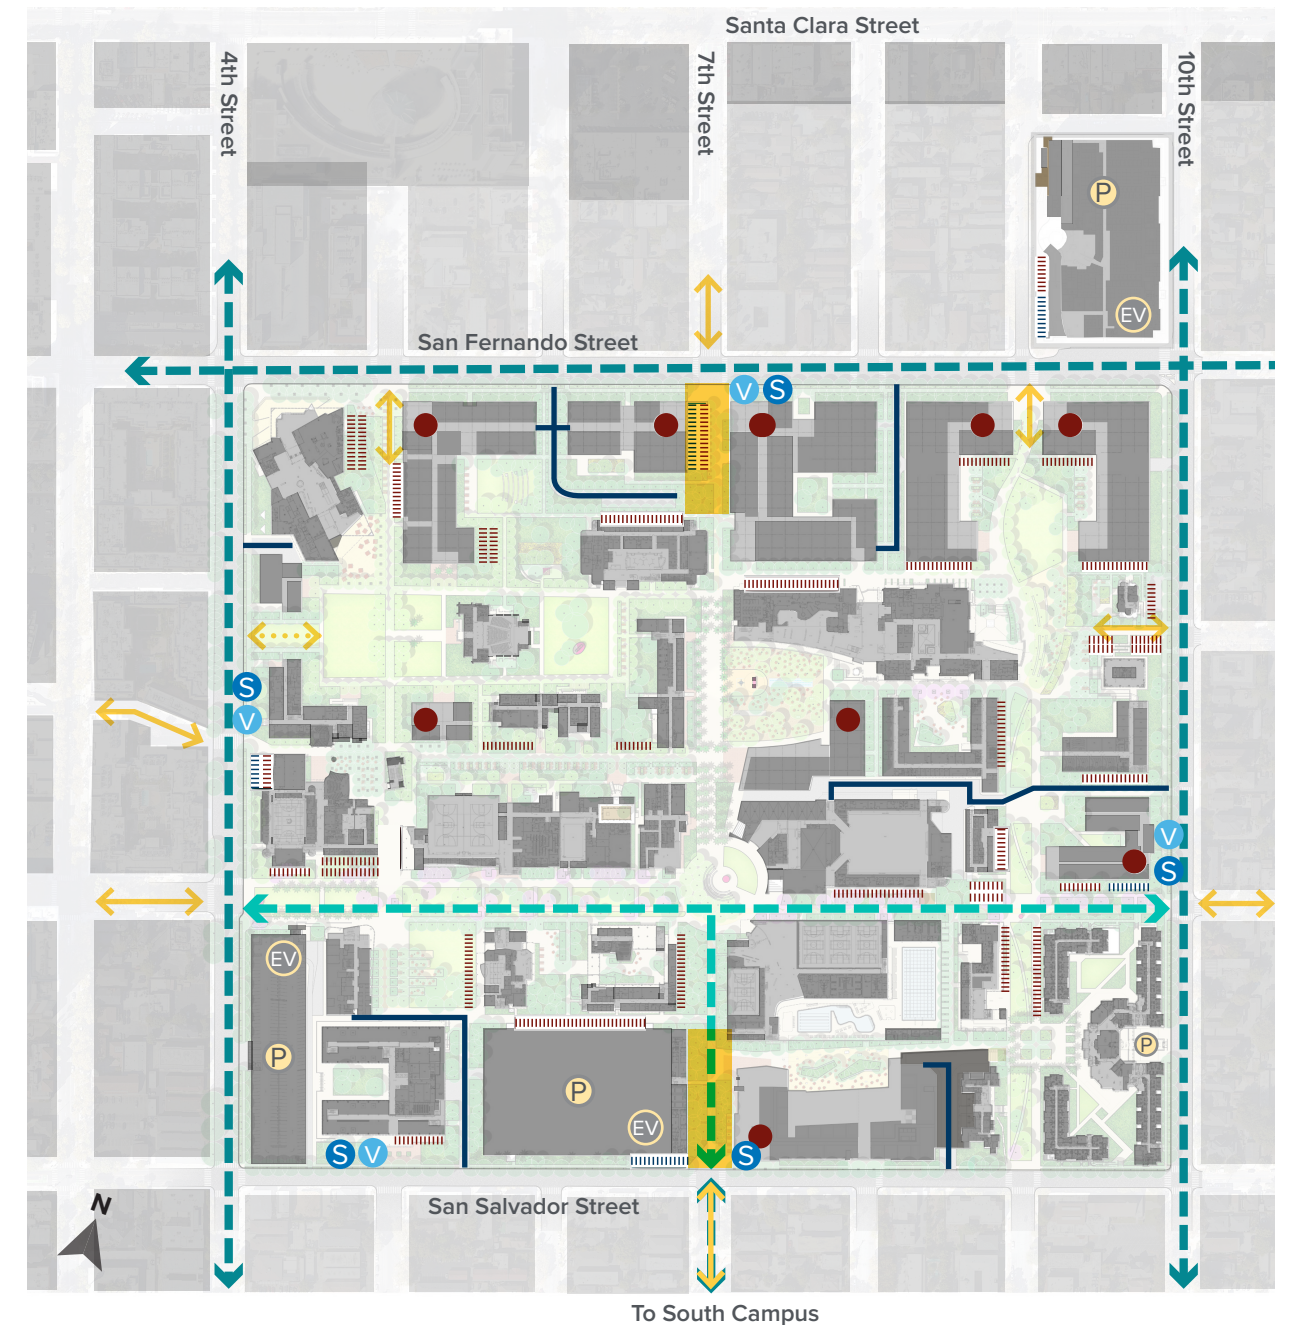 Santa Clara Street
4th Street
7th Street
10th Street
P
EV
San Fernando Street
V S
S
V
V
S
EV
P
P
P
EV
S V
S
San Salvador Street
N
To South Campus